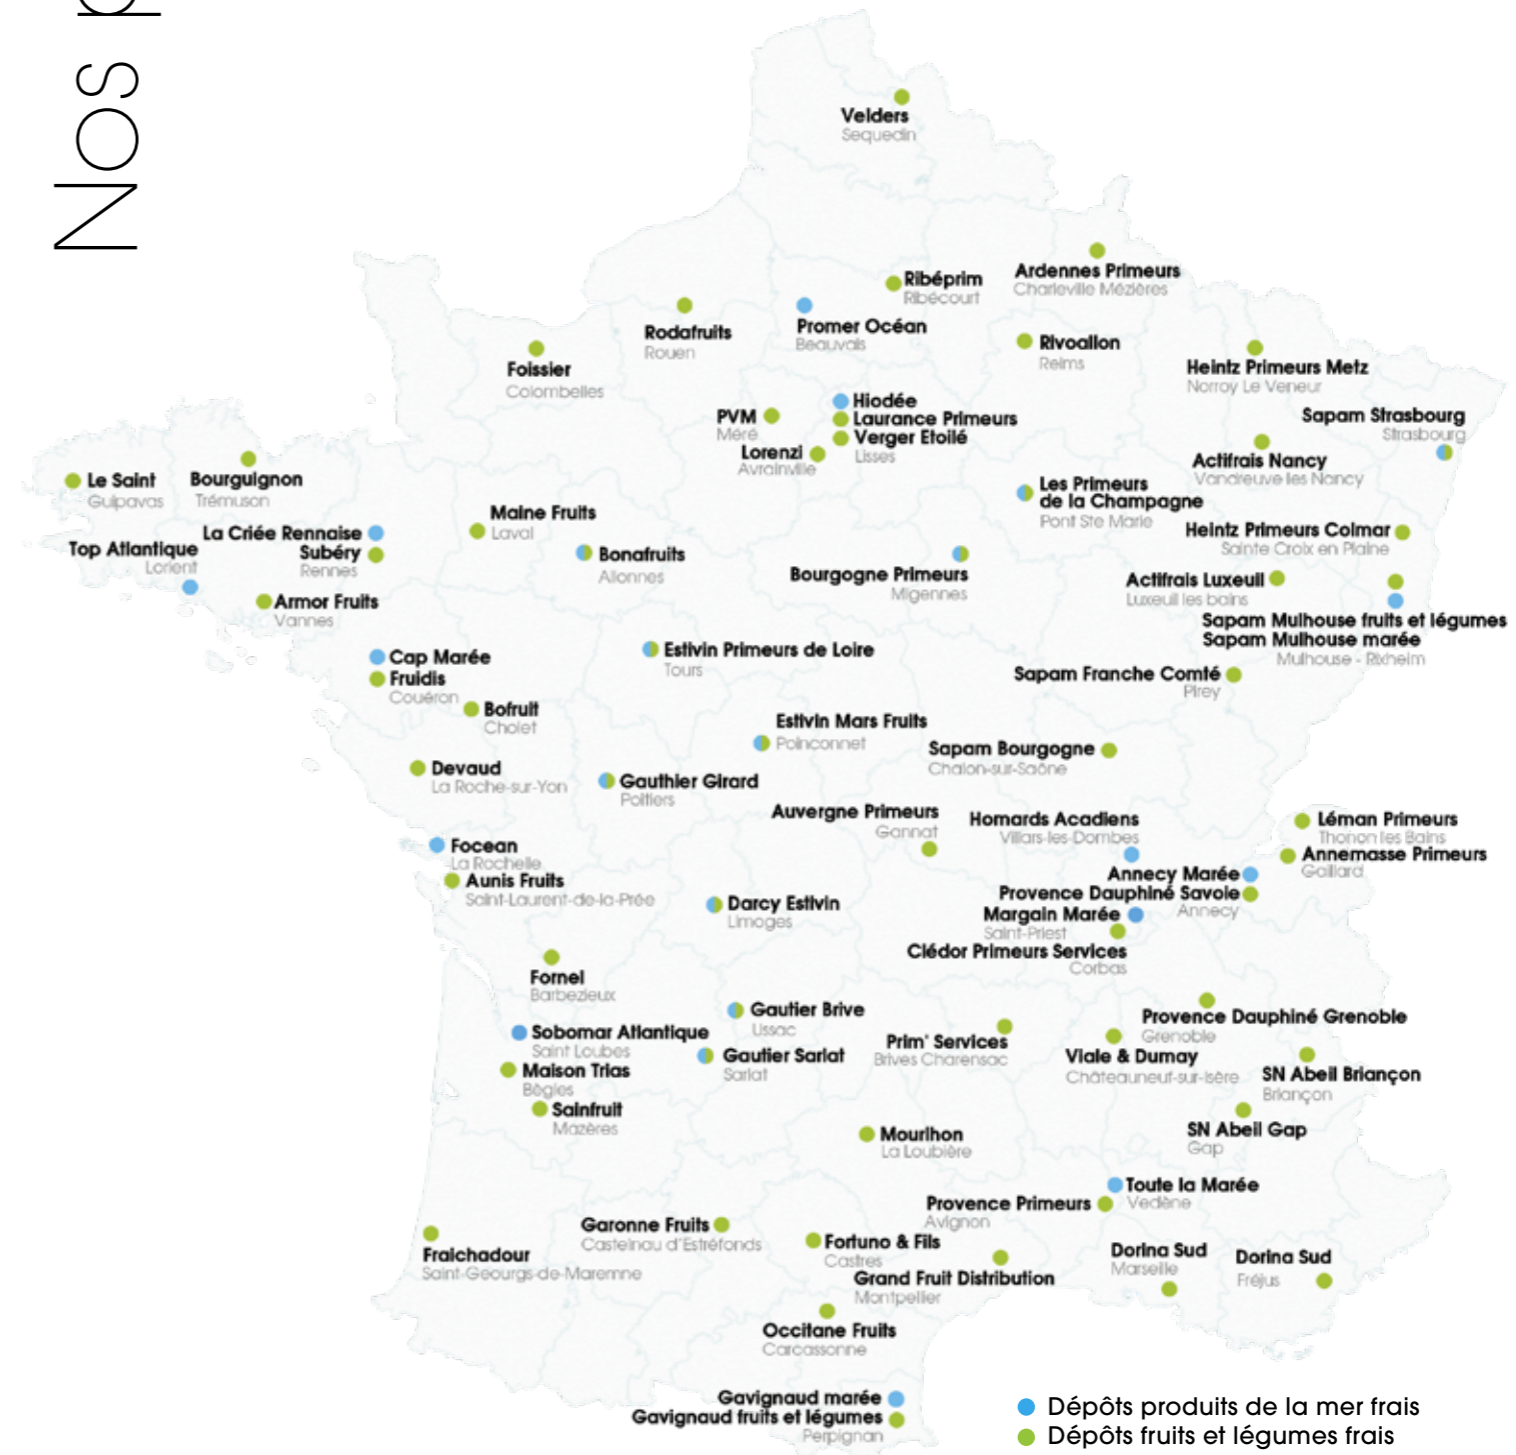 Nos
Velders
Sequedin
Ribéprim
Ribécourt
Ardennes Primeurs
Charleville Mézières
Rodafruits
Rouen
Promer Océan
Beauvais
Rivoallon
Reims
Foissier
Colombelles
Heintz Primeurs Metz
Norroy Le Veneur
Hiodée
Laurance Primeurs
Verger Etoilé
Lisses
PVM
Méré
Lorenzi
Avrainville
Sapam Strasbourg
Strasbourg
Actifrais Nancy
Vandreuve les Nancy
Le Saint
Guipavas
Bourguignon
Trémuson
Les Primeurs
de la Champagne
Pont Ste Marie
Maine Fruits
Laval
La Criée Rennaise
Subéry
Rennes
Top Atlantique
Lorient
Heintz Primeurs Colmar
Sainte Croix en Plaine
Bonafruits
Allonnes
Bourgogne Primeurs
Migennes
Actifrais Luxeuil
Luxeuil les bains
Armor Fruits
Vannes
Sapam Mulhouse fruits et légumes
Sapam Mulhouse marée
Mulhouse - Rixheim
Cap Marée
Fruidis
Couëron
Estivin Primeurs de Loire
Tours
Sapam Franche Comté
Pirey
Bofruit
Cholet
Estivin Mars Fruits
Poinconnet
Sapam Bourgogne
Chalon-sur-Saône
Devaud
La Roche-sur-Yon
Gauthier Girard
Poitiers
Auvergne Primeurs
Gannat
Homards Acadiens
Villars-les-Dombes
Léman Primeurs
Thonon les Bains
Annemasse Primeurs
Gaillard
Focean
La Rochelle
Aunis Fruits
Saint-Laurent-de-la-Prée
Annecy Marée
Provence Dauphiné Savoie
Annecy
Darcy Estivin
Limoges
Margain Marée
Saint-Priest
Clédor Primeurs Services
Corbas
Fornel
Barbezieux
Gautier Brive
Ussac
Provence Dauphiné Grenoble
Grenoble
Sobomar Atlantique
Saint Loubes
Prim' Services
Brives Charensac
Gautier Sarlat
Sarlat
Viale & Dumay
Châteauneuf-sur-Isère
Maison Trias
Bègles
SN Abeil Briançon
Briançon
Sainfruit
Mazères
Mourlhon
La Loubière
SN Abeil Gap
Gap
Toute la Marée
Vedène
Provence Primeurs
Avignon
Garonne Fruits
Castelnau d'Estréfonds
Fortuno & Fils
Castres
Fraichadour
Saint-Geourgs-de-Maremne
Dorina Sud
Marseille
Dorina Sud
Fréjus
Grand Fruit Distribution
Montpellier
Occitane Fruits
Carcassonne
Gavignaud marée
Gavignaud fruits et légumes
Perpignan
Dépôts produits de la mer frais
Dépôts fruits et légumes frais